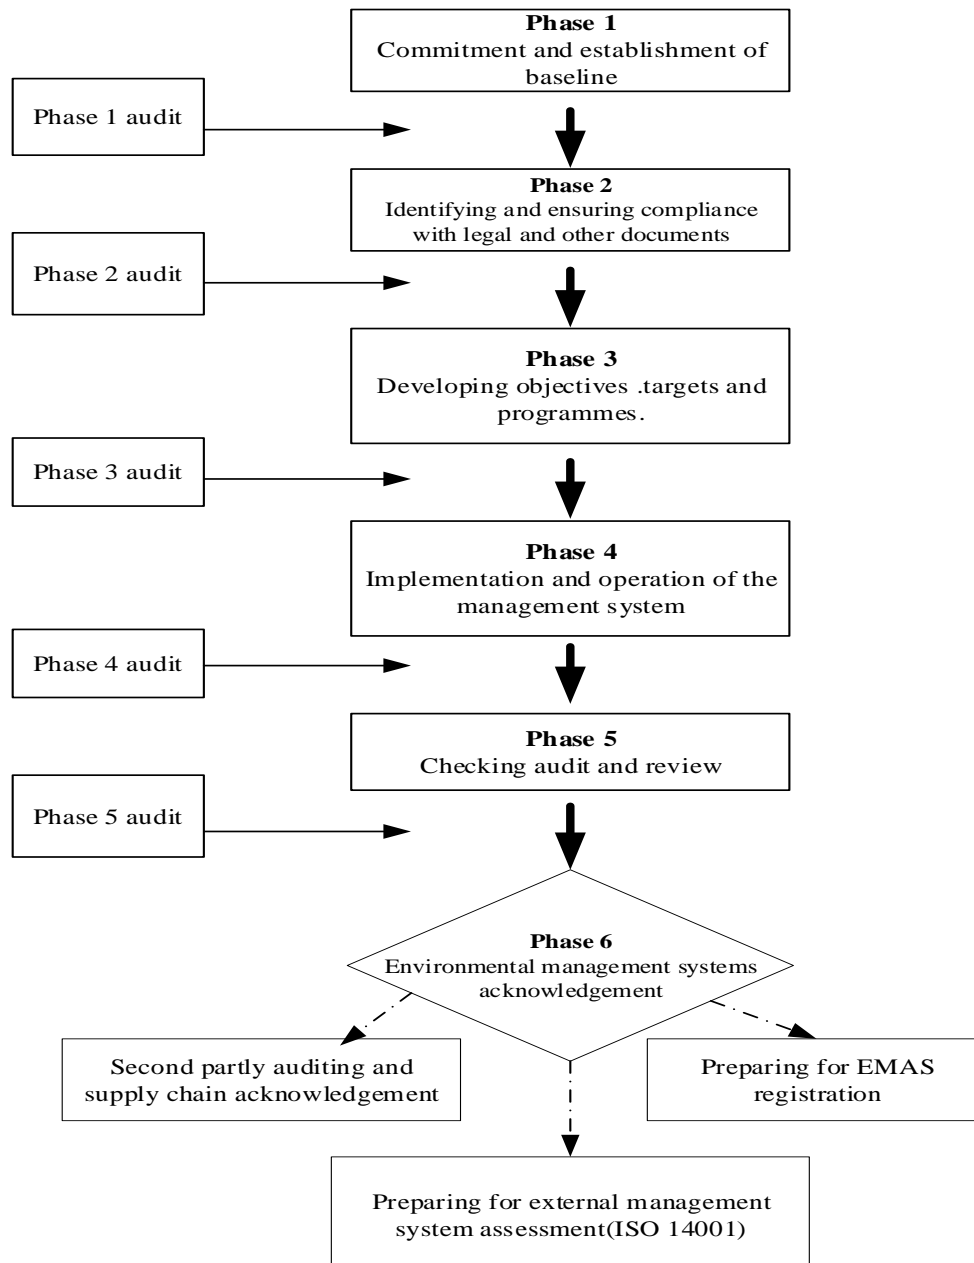 Phase 1
Commitment and establishment of
baseline
Phase 1 audit
Phase 2
Identifying and ensuring compliance
with legal and other documents
Phase 2 audit
Phase 3
Developing objectives .targets and
programmes.
Phase 3 audit
Phase 4
Implementation and operation of the
management system
Phase 4 audit
Phase 5
Checking audit and review
Phase 5 audit
Phase 6
Environmental management systems
acknowledgement
Second partly auditing and
supply chain acknowledgement
Preparing for EMAS
registration
Preparing for external management
system assessment(ISO 14001)